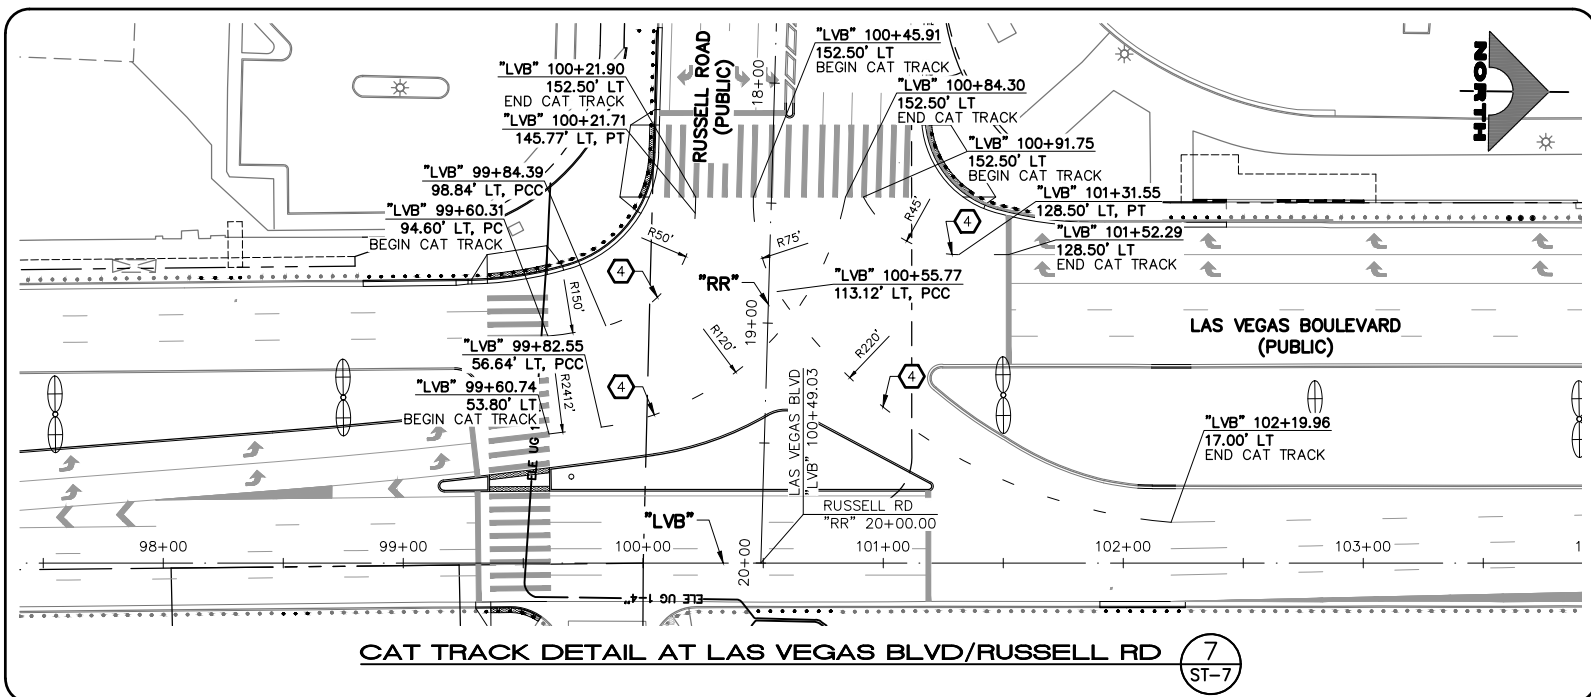 "LVB" 100+21.90
152.50' LT
END CAT TRACK
"LVB" 100+21.71
145.77' LT, PT
"LVB" 99+84.39
98.84' LT, PCC
"LVB" 99+60.31
94.60' LT, PC
BEGIN CAT TRACK
RUSSELL ROAD
(PUBLIC)
18+00
"LVB" 100+45.91
152.50' LT
BEGIN CAT TRACK
"LVB" 100+84.30
152.50' LT
END CAT TRACK
"LVB" 100+91.75
152.50' LT
BEGIN CAT TRACK
"LVB" 101+31.55
128.50' LT, PT
"LVB" 101+52.29
128.50' LT
END CAT TRACK
NORTH
R50'
R75'
R45'
4
4
"RR"
"LVB" 100+55.77
113.12' LT, PCC
R150'
19+00
R120'
R220'
LAS VEGAS BOULEVARD
(PUBLIC)
"LVB" 99+82.55
56.64' LT, PCC
"LVB" 99+60.74
53.80' LT
BEGIN CAT TRACK
R2412'
4
4
ELE UG 1
LAS VEGAS BLVD
"LVB" 100+49.03
"LVB" 102+19.96
17.00' LT
END CAT TRACK
RUSSELL RD
"RR" 20+00.00
"LVB"
98+00
99+00
100+00
101+00
102+00
103+00
1
20+00
ELE UG 1-4"
CAT TRACK DETAIL AT LAS VEGAS BLVD/RUSSELL RD
7
ST-7